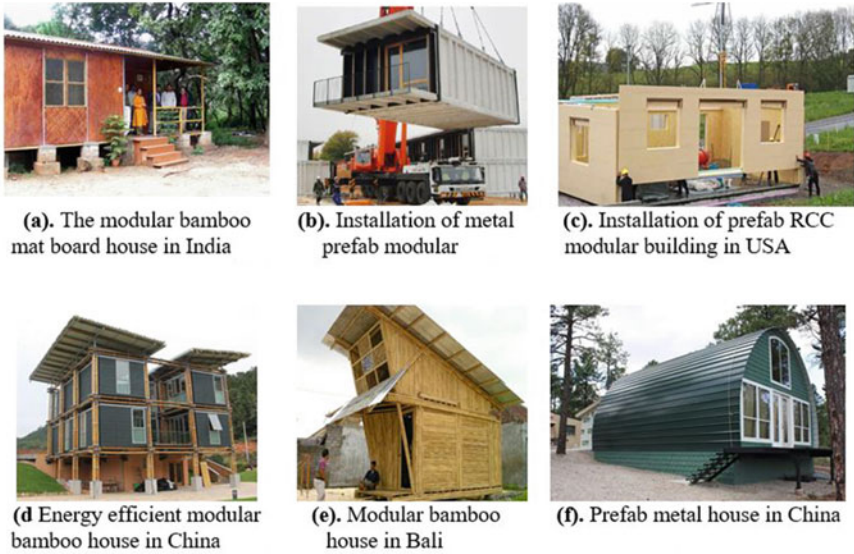 (a). The modular bamboo
mat board house in India
(b). Installation of metal
prefab modular
(c). Installation of prefab RCC
modular building in USA
(d Energy efficient modular
bamboo house in China
(e). Modular bamboo
house in Bali
(f). Prefab metal house in China